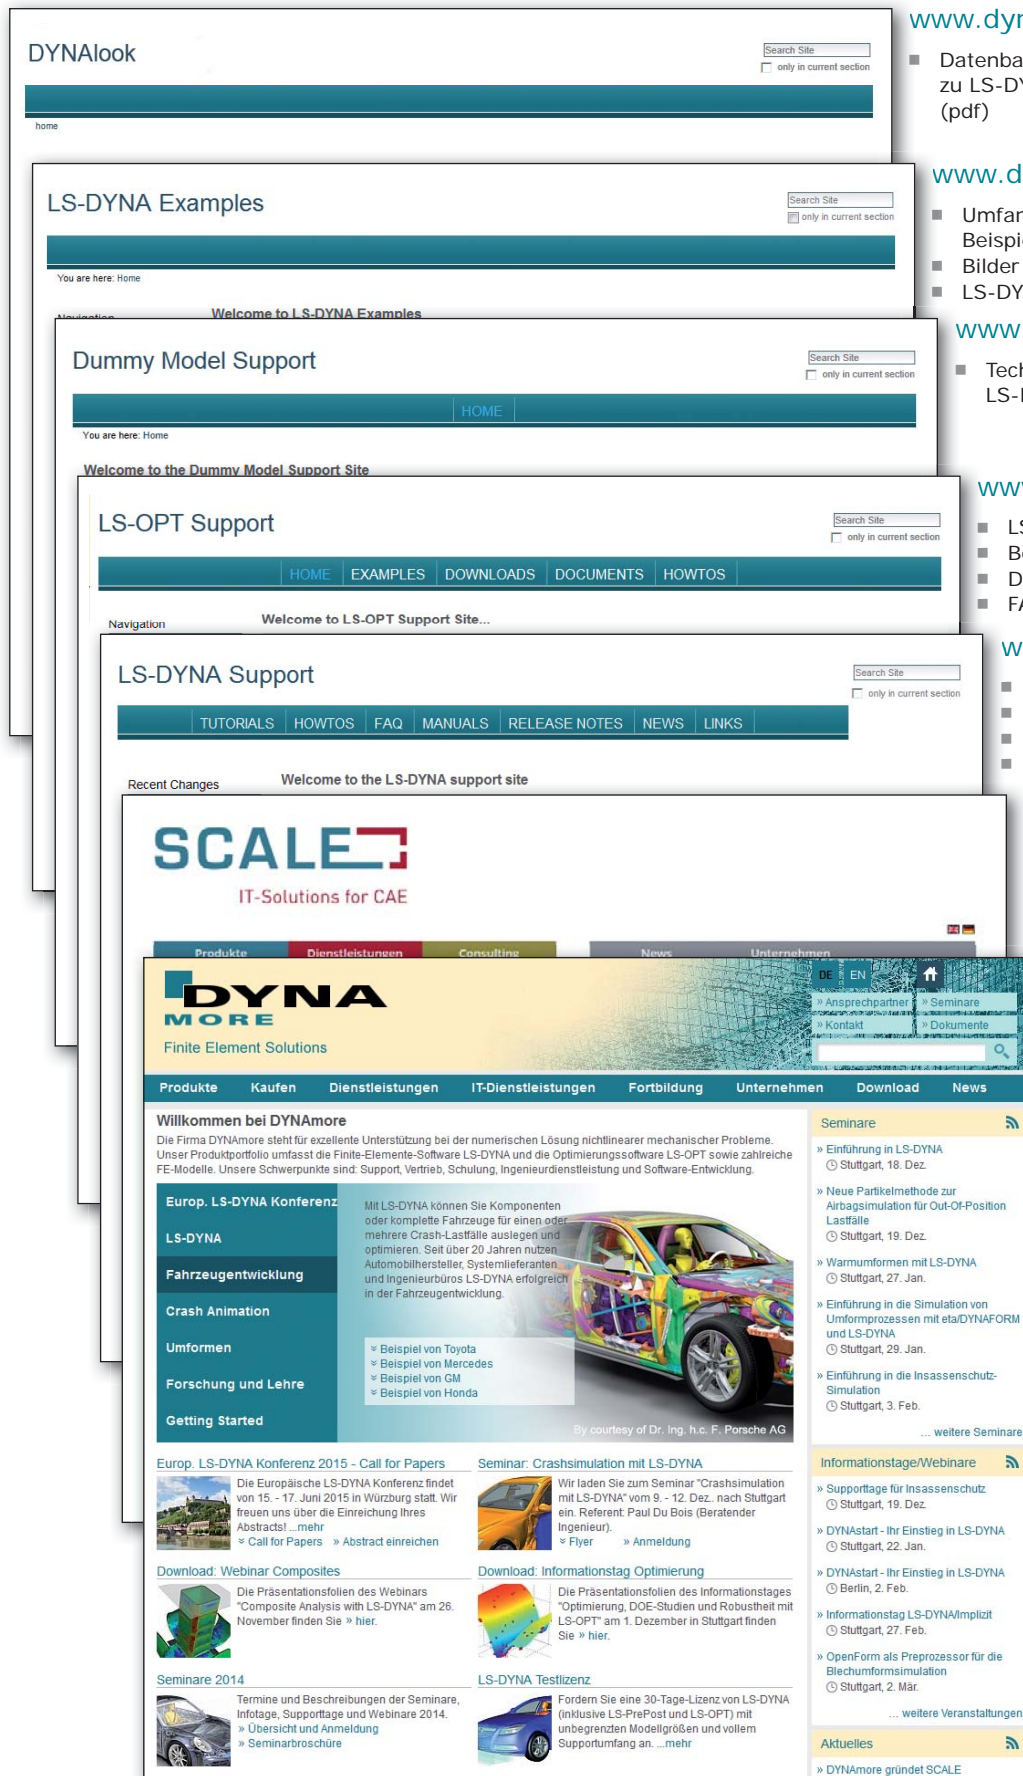 DYNAlook
Search Site
only in current section
home
Datenba
zu LS-DY
(pdf)
LS-DYNA Examples
Search Site
only in current section
You are here: Home
Navigation
Welcome to LS-DYNA Examples
Umfan
Beispie
Bilder
LS-DY
Dummy Model Support
Search Site
only in current section
HOME
You are here: Home
Welcome to the Dummy Model Support Site
www.
Tech
LS-OPT Support
Search Site
only in current section
HOME EXAMPLES DOWNLOADS DOCUMENTS HOWTOS
Navigation
Welcome to LS-OPT Support Site...
LS-DYNA Support
Search Site
only in current section
TUTORIALS HOWTOS FAQ MANUALS RELEASE NOTES NEWS LINKS
Recent Changes
Welcome to the LS-DYNA support site
SCALE
IT-Solutions for CAE
Produkte Dienstleistungen Consulting News Unternehmen
DYNA
MORE
Finite Element Solutions
DE EN
» Ansprechpartner » Seminare
» Kontakt » Dokumente
Produkte Kaufen Dienstleistungen IT-Dienstleistungen Fortbildung Unternehmen Download News
Willkommen bei DYNAmore
Die Firma DYNAmore steht für exzellente Unterstützung bei der numerischen Lösung nichtlinearer mechanischer Probleme.
Unser Produktportfolio umfasst die Finite-Elemente-Software LS-DYNA und die Optimierungssoftware LS-OPT sowie zahlreiche
FE-Modelle. Unsere Schwerpunkte sind: Support, Vertrieb, Schulung, Ingenieurdienstleistung und Software-Entwicklung.
Europ. LS-DYNA Konferenz
LS-DYNA
Fahrzeugentwicklung
Crash Animation
Umformen
Forschung und Lehre
Getting Started
Mit LS-DYNA können Sie Komponenten
oder komplette Fahrzeuge für einen oder
mehrere Crash-Lastfälle auslegen und
optimieren. Seit über 20 Jahren nutzen
Automobilhersteller, Systemlieferanten
und Ingenieurbüros LS-DYNA erfolgreich
in der Fahrzeugentwicklung.
Beispiel von Toyota
Beispiel von Mercedes
Beispiel von GM
Beispiel von Honda
By courtesy of Dr. Ing. h.c. F. Porsche AG
Europ. LS-DYNA Konferenz 2015 - Call for Papers
Die Europäische LS-DYNA Konferenz findet
von 15. - 17. Juni 2015 in Würzburg statt. Wir
freuen uns über die Einreichung Ihres
Abstracts! ...mehr
Call for Papers » Abstract einreichen
Seminar: Crashsimulation mit LS-DYNA
Wir laden Sie zum Seminar "Crashsimulation
mit LS-DYNA" vom 9. - 12. Dez.. nach Stuttgart
ein. Referent: Paul Du Bois (Beratender
Ingenieur).
Flyer » Anmeldung
Download: Webinar Composites
Die Präsentationsfolien des Webinars
"Composite Analysis with LS-DYNA" am 26.
November finden Sie » hier.
Download: Informationstag Optimierung
Die Präsentationsfolien des Informationstages
"Optimierung, DOE-Studien und Robustheit mit
LS-OPT" am 1. Dezember in Stuttgart finden
Sie » hier.
Seminare 2014
Termine und Beschreibungen der Seminare,
Infotage, Supporttage und Webinare 2014.
» Übersicht und Anmeldung
» Seminarbroschüre
LS-DYNA Testlizenz
Fordern Sie eine 30-Tage-Lizenz von LS-DYNA
(inklusive LS-PrePost und LS-OPT) mit
unbegrenzten Modellgrößen und vollem
Supportumfang an. ...mehr
Seminare
» Einführung in LS-DYNA
Stuttgart, 18. Dez.
» Neue Partikelmethode zur
Airbagsimulation für Out-Of-Position
Lastfälle
Stuttgart, 19. Dez.
» Warmumformen mit LS-DYNA
Stuttgart, 27. Jan.
» Einführung in die Simulation von
Umformprozessen mit eta/DYNAFORM
und LS-DYNA
Stuttgart, 29. Jan.
» Einführung in die Insassenschutz-
Simulation
Stuttgart, 3. Feb.
... weitere Seminare
Informationstage/Webinare
» Supporttage für Insassenschutz
Stuttgart, 19. Dez.
» DYNAstart - Ihr Einstieg in LS-DYNA
Stuttgart, 22. Jan.
» DYNAstart - Ihr Einstieg in LS-DYNA
Berlin, 2. Feb.
» Informationstag LS-DYNA/Implizit
Stuttgart, 27. Feb.
» OpenForm als Preprozessor für die
Blechumformsimulation
Stuttgart, 2. Mär.
... weitere Veranstaltungen
Aktuelles
» DYNAmore gründet SCALE